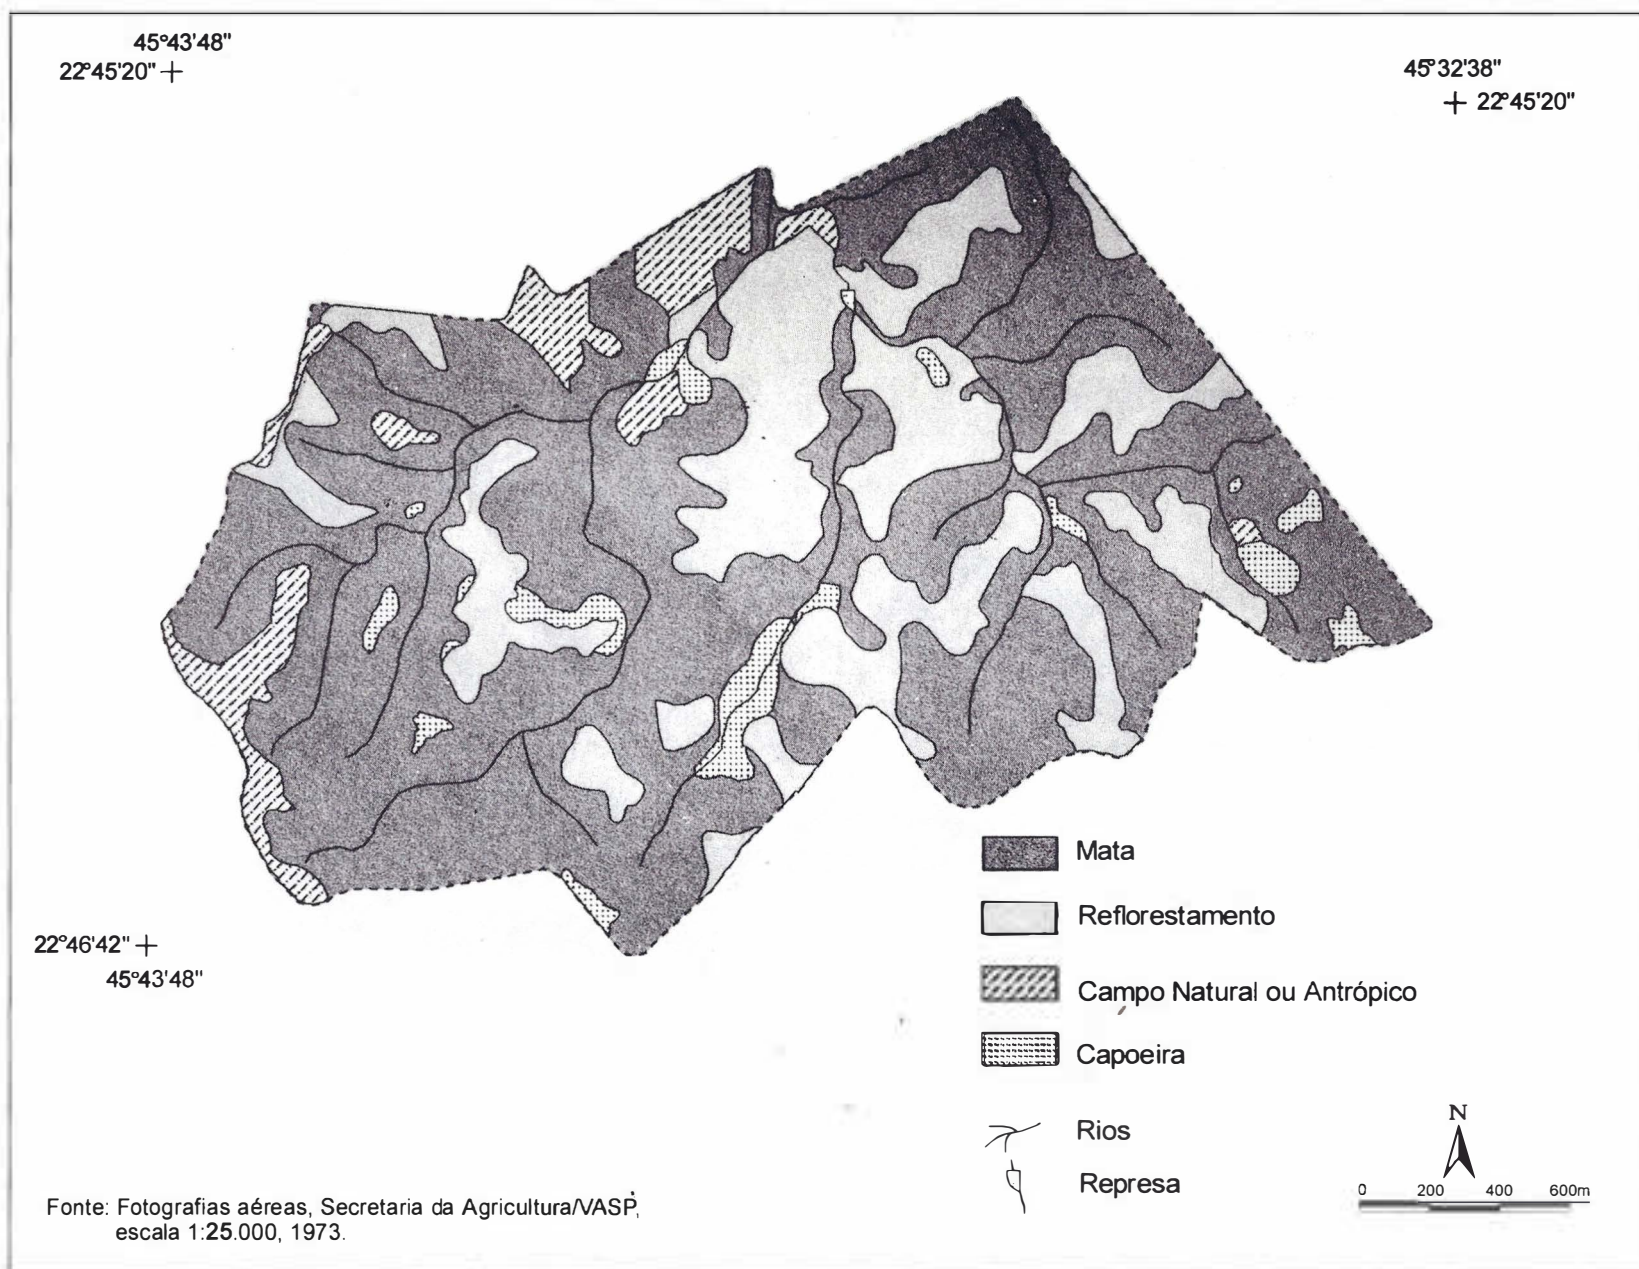 45°43'48"
22°45'20"
45°32'38"
22°45'20"
Mata
Reflorestamento
22°46'42"
45°43'48"
Campo Natural ou Antrópico
Capoeira
Rios
Represa
N
0 200 400 600m
Fonte: Fotografias aéreas, Secretaria da Agricultura/VASP,
escala 1:25.000, 1973.